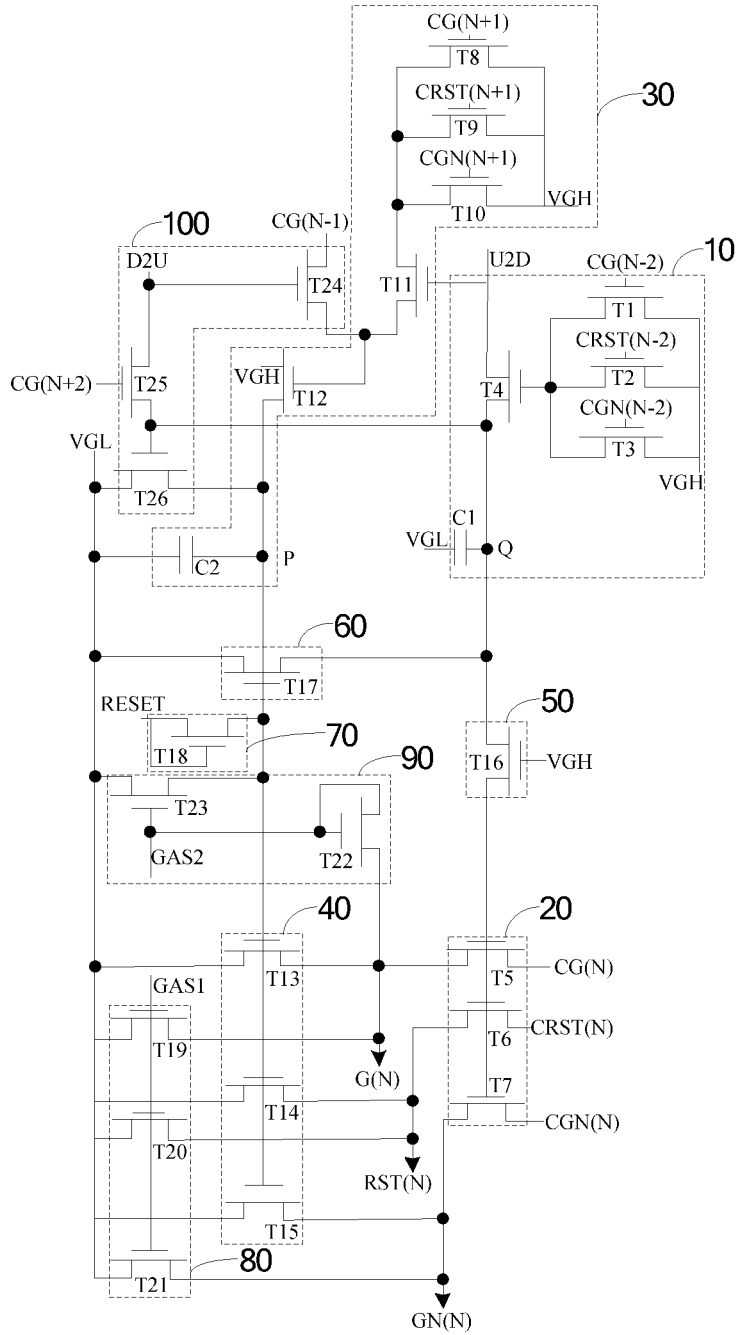 CG(N+1)
T8
CRST(N+1)
30
T9
CGN(N+1)
T10
VGH
100
CG(N-1)
D2U
T24
T11
U2D
10
CG(N-2)
T1
CRST(N-2)
T2
CG(N+2)
T25
VGH
T12
T4
CGN(N-2)
T3
VGL
VGH
T26
C1
VGL
Q
C2
P
60
T17
RESET
T18
70
50
T16
VGH
90
T23
GAS2
T22
40
20
T13
T5
CG(N)
GAS1
T19
T6
CRST(N)
G(N)
T7
T14
T20
CGN(N)
RST(N)
T15
80
T21
GN(N)